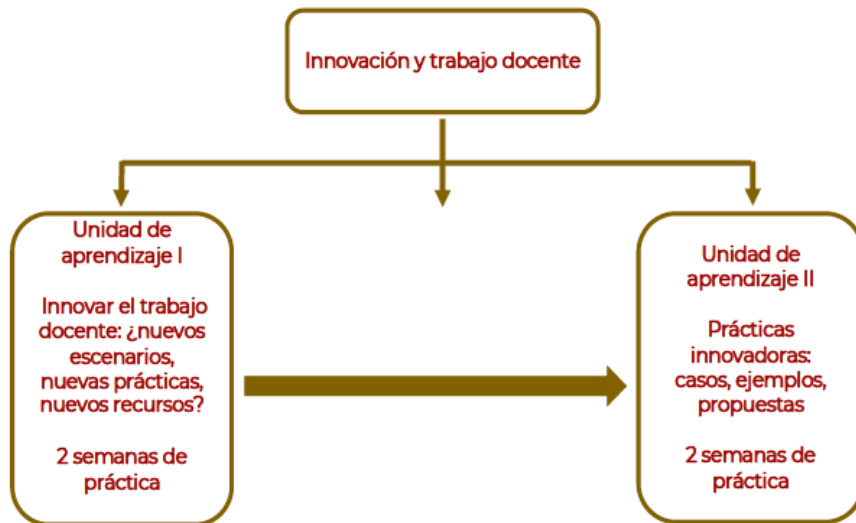 Innovación y trabajo docente
Unidad de
aprendizaje I
Innovar el trabajo
docente: ¿nuevos
escenarios,
nuevas prácticas,
nuevos recursos?
2 semanas de
práctica
Unidad de
aprendizaje II
Prácticas
innovadoras:
casos, ejemplos,
propuestas
2 semanas de
práctica